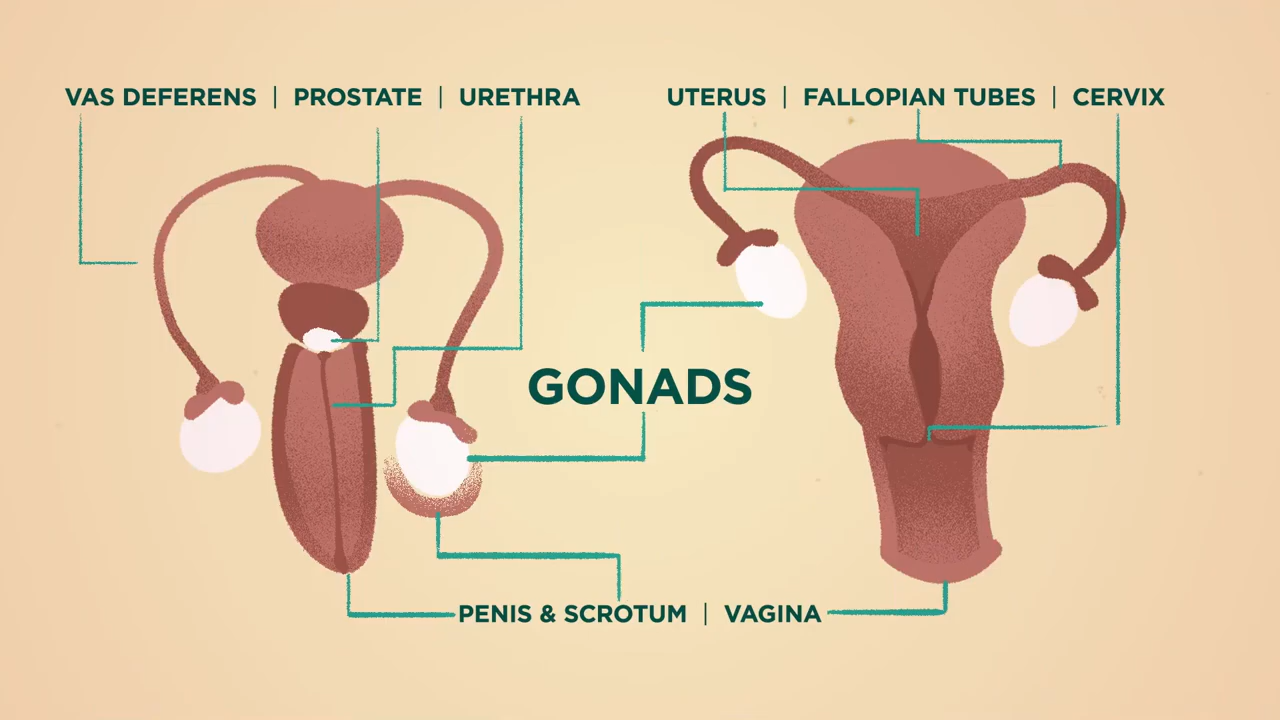 VAS DEFERENS | PROSTATE | URETHRA
UTERUS | FALLOPIAN TUBES | CERVIX
GONADS
PENIS & SCROTUM | VAGINA